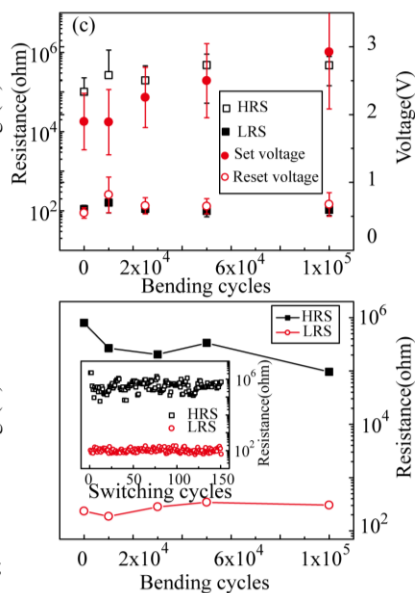 (c)
Resistance(ohm)
10^6
10^4
10^2
3
2
1
0
Voltage(V)
HRS
LRS
Set voltage
Reset voltage
0 2x10^4 6x10^4 1x10^5
Bending cycles
HRS
LRS
10^6
10^4
10^2
Resistance(ohm)
10^6
10^2
Resistance(ohm)
HRS
LRS
0 50 100 150
Switching cycles
0 2x10^4 6x10^4 1x10^5
Bending cycles